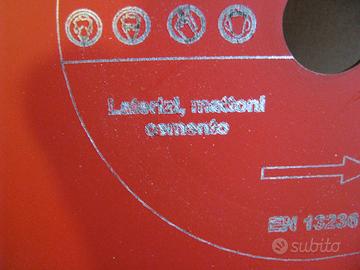 Laterizi, mattoni
cemento
EN 13236
subito